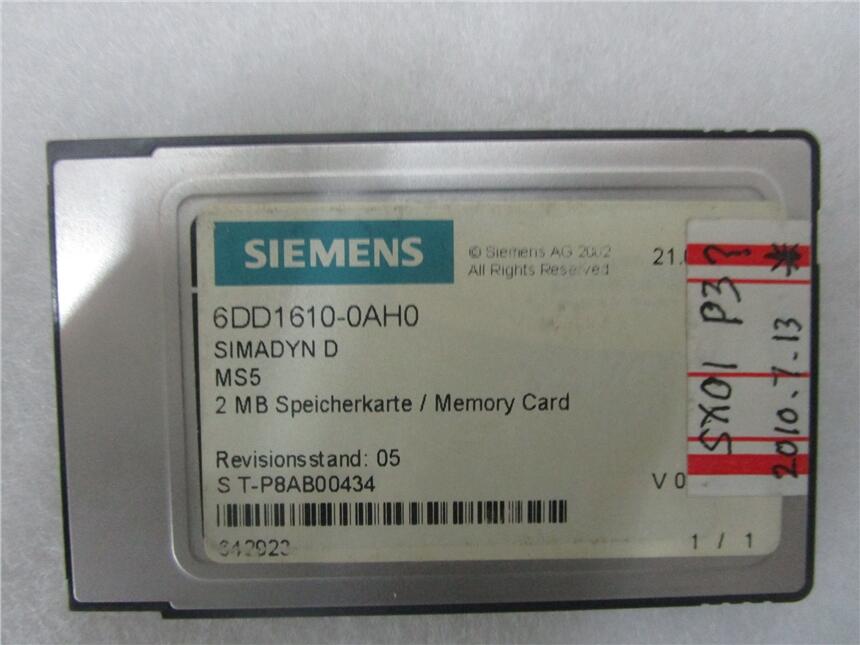 SIEMENS
© Siemens AG 2002
All Rights Reserved
21.
6DD1610-0AH0
SIMADYN D
MS5
2 MB Speicherkarte / Memory Card
Revisionsstand: 05
S T-P8AB00434
V 0
1 / 1
SX01 P3?
2010.7.13 *